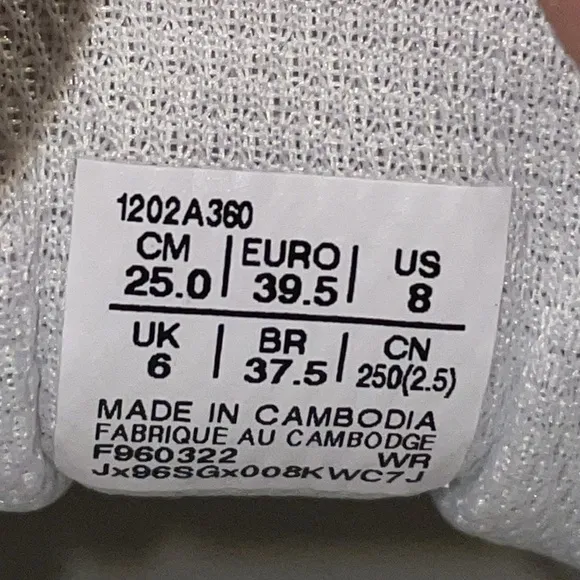 1202A360
CM | EURO | US
25.0 | 39.5 | 8
UK | BR | CN
6 | 37.5 | 250(2.5)
MADE IN CAMBODIA
FABRIQUE AU CAMBODGE
F960322 WR
Jx96SGx008KWC7J